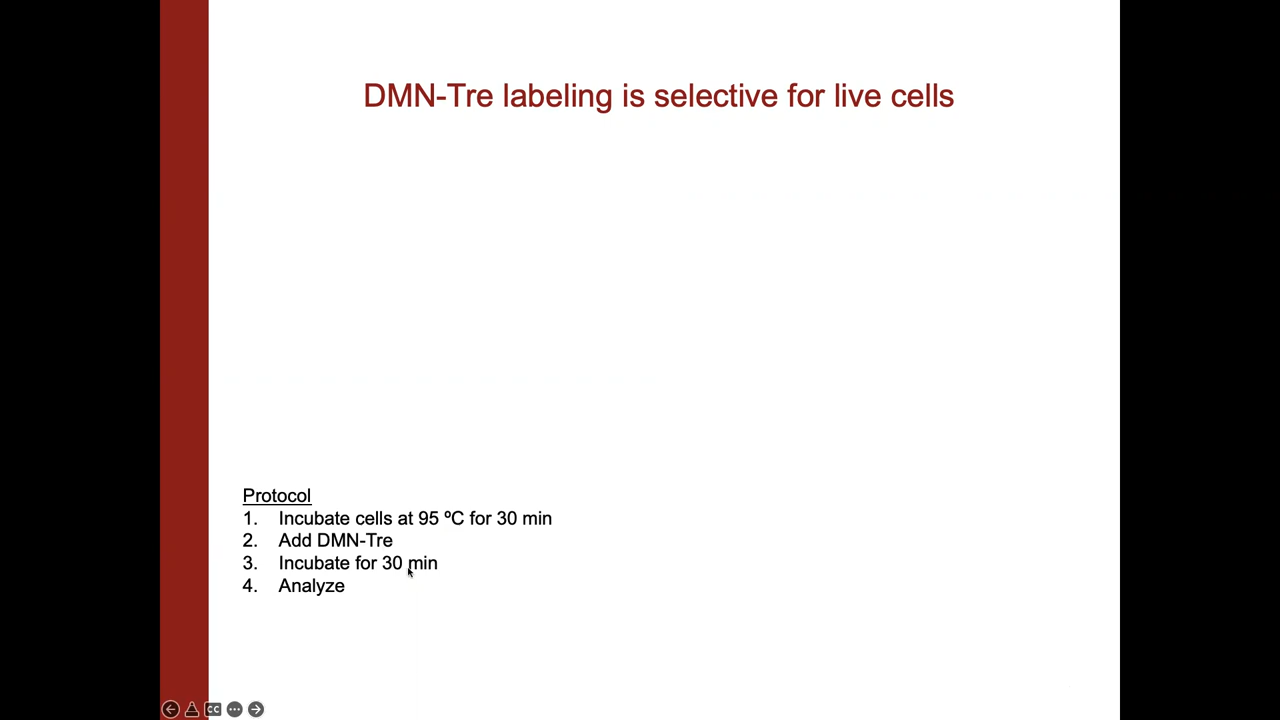 DMN-Tre labeling is selective for live cells
Protocol
1. Incubate cells at 95 ºC for 30 min
2. Add DMN-Tre
3. Incubate for 30 min
4. Analyze
CC